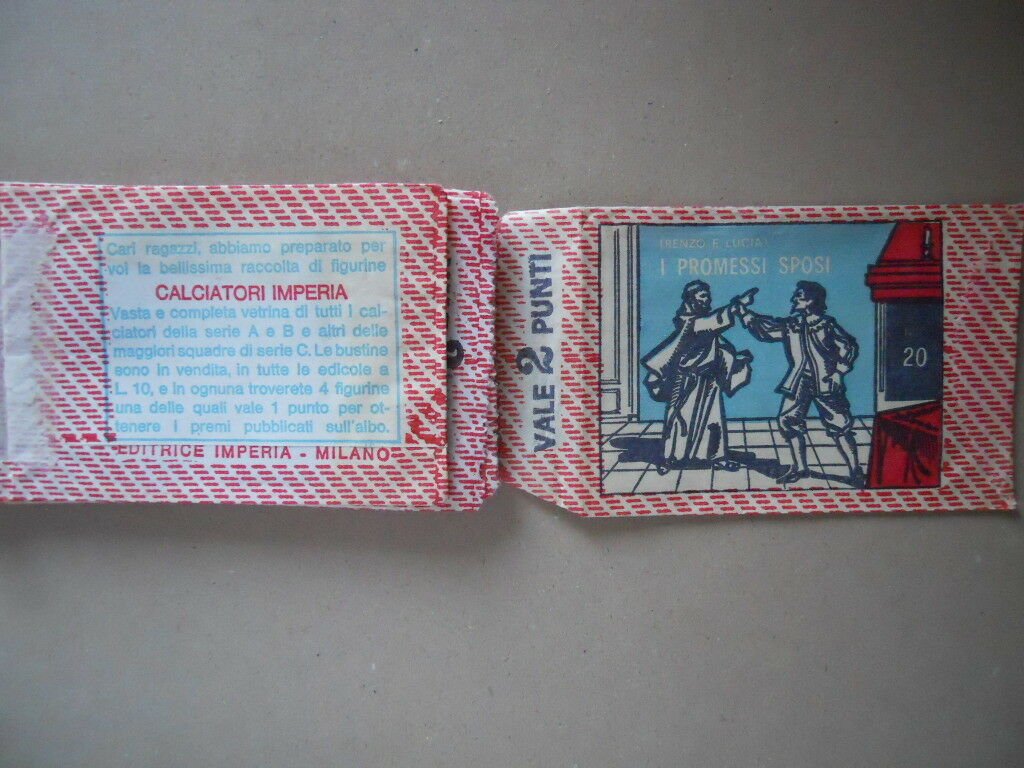 Cari ragazzi, abbiamo preparato per
voi la bellissima raccolta di figurine
CALCIATORI IMPERIA
Vasta e completa vetrina di tutti i cal-
ciatori della serie A e B e altri delle
maggiori squadre di serie C. Le bustine
sono in vendita, in tutte le edicole a
L. 10, e in ognuna troverete 4 figurine
una delle quali vale 1 punto per ot-
tenere i premi pubblicati sull'albo.
EDITRICE IMPERIA - MILANO
VALE 2 PUNTI
(RENZO E LUCIA)
I PROMESSI SPOSI
20